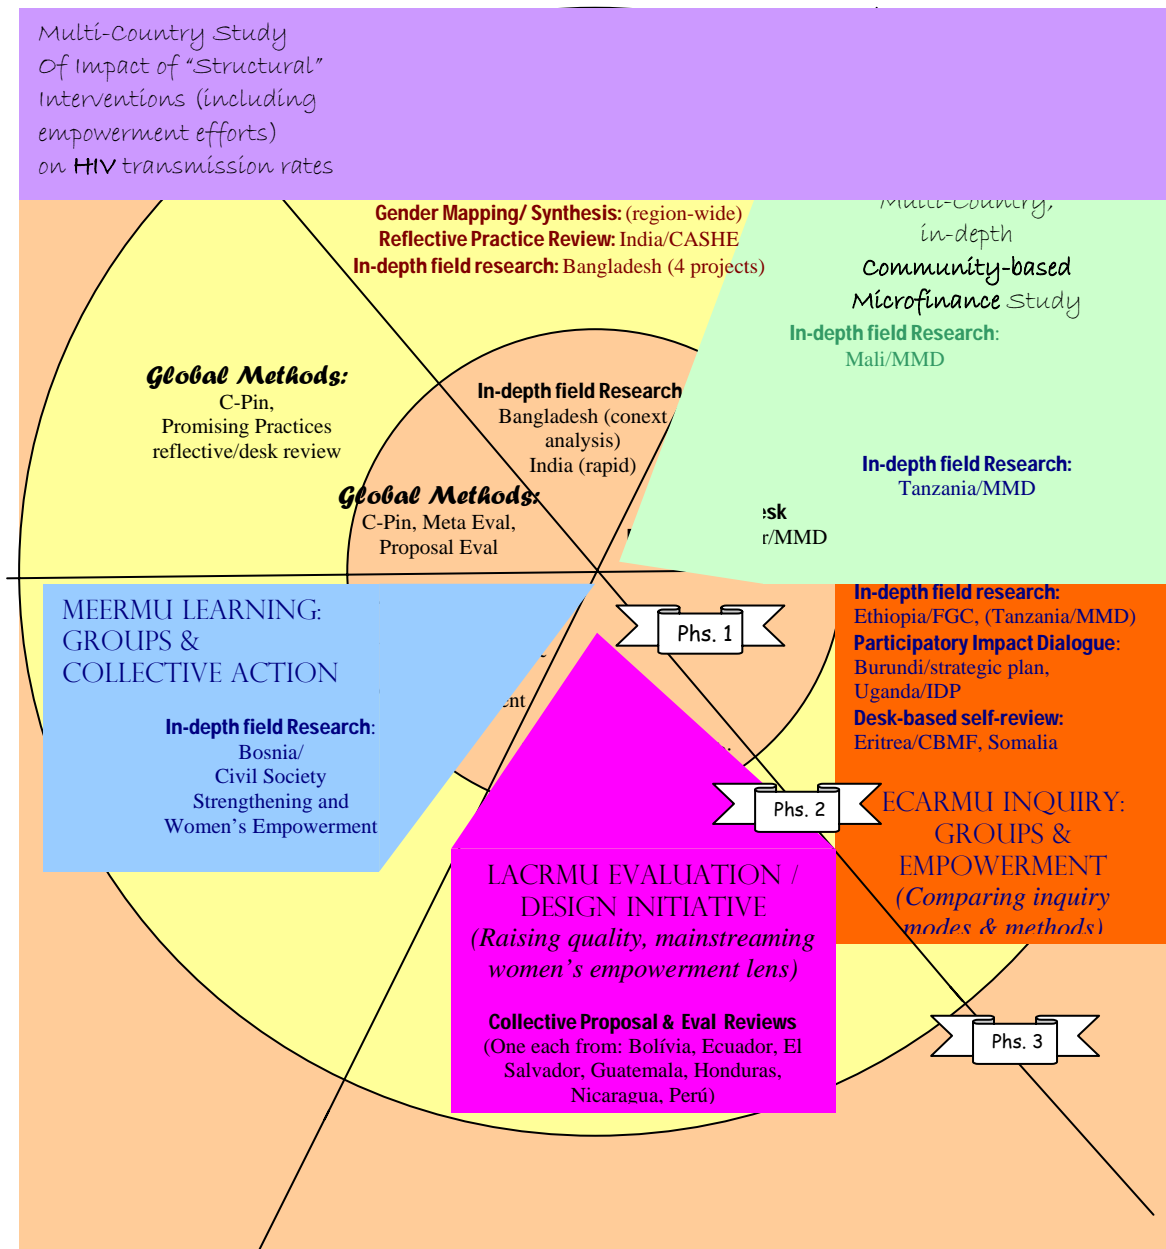 Multi-Country Study
Of Impact of “Structural”
Interventions (including
empowerment efforts)
on HIV transmission rates
Gender Mapping/ Synthesis: (region-wide)
Reflective Practice Review: India/CASHE
In-depth field research: Bangladesh (4 projects)
Multi-Country,
in-depth
Community-based
Microfinance Study
In-depth field Research:
Mali/MMD
In-depth field Research:
Tanzania/MMD
Global Methods:
C-Pin,
Promising Practices
reflective/desk review
In-depth field Research
Bangladesh (conext
analysis)
India (rapid)
Global Methods:
C-Pin, Meta Eval,
Proposal Eval
esk
r/MMD
MEERMU LEARNING:
GROUPS &
COLLECTIVE ACTION
In-depth field Research:
Bosnia/
Civil Society
Strengthening and
Women’s Empowerment
ent
Phs. 1
In-depth field research:
Ethiopia/FGC, (Tanzania/MMD)
Participatory Impact Dialogue:
Burundi/strategic plan,
Uganda/IDP
Desk-based self-review:
Eritrea/CBMF, Somalia
Phs. 2
ECARMU INQUIRY:
GROUPS &
EMPOWERMENT
(Comparing inquiry
modes & methods)
LACRMU EVALUATION /
DESIGN INITIATIVE
(Raising quality, mainstreaming
women’s empowerment lens)
Collective Proposal & Eval Reviews
(One each from: Bolívia, Ecuador, El
Salvador, Guatemala, Honduras,
Nicaragua, Perú)
Phs. 3